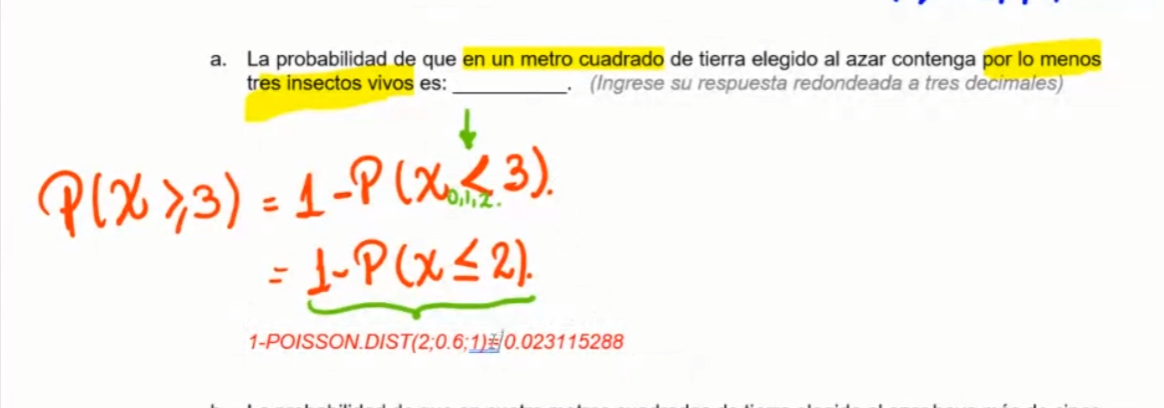 a. La probabilidad de que en un metro cuadrado de tierra elegido al azar contenga por lo menos
tres insectos vivos es: __________. (Ingrese su respuesta redondeada a tres decimales)
P(X ≥ 3) = 1 - P(X < 3).
0,1,2.
= 1 - P(X ≤ 2).
1-POISSON.DIST(2;0.6;1)=0.023115288